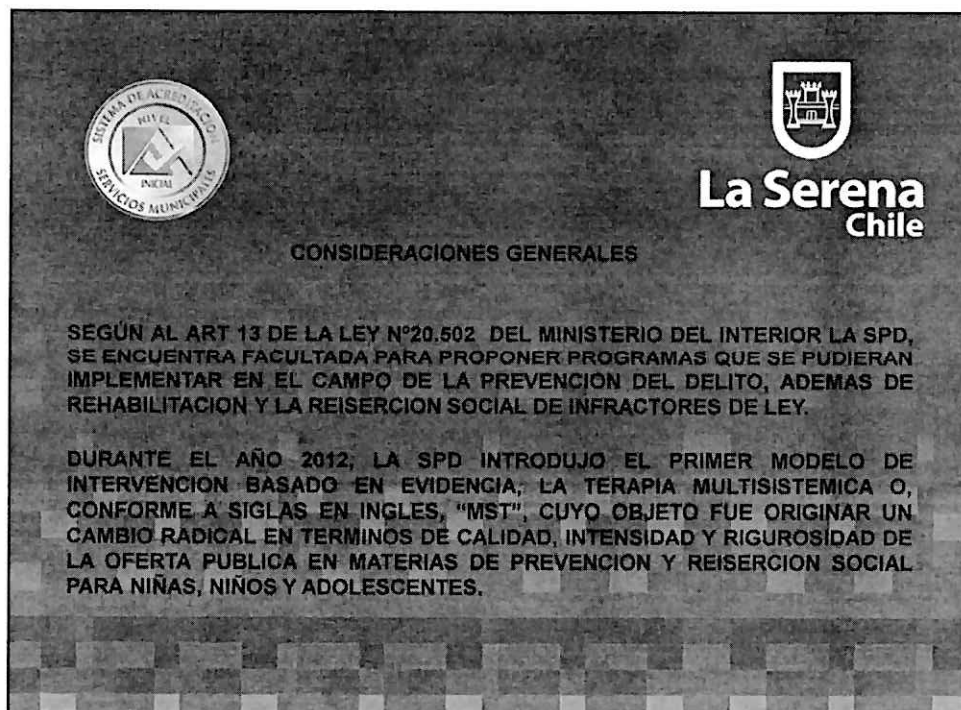 SISTEMA DE ACREDITACIÓN
NIVEL
INICIAL
SERVICIOS MUNICIPALES
La Serena
Chile
CONSIDERACIONES GENERALES
SEGÚN AL ART 13 DE LA LEY Nº20.502 DEL MINISTERIO DEL INTERIOR LA SPD,
SE ENCUENTRA FACULTADA PARA PROPONER PROGRAMAS QUE SE PUDIERAN
IMPLEMENTAR EN EL CAMPO DE LA PREVENCION DEL DELITO, ADEMAS DE
REHABILITACION Y LA REISERCION SOCIAL DE INFRACTORES DE LEY.
DURANTE EL AÑO 2012, LA SPD INTRODUJO EL PRIMER MODELO DE
INTERVENCION BASADO EN EVIDENCIA, LA TERAPIA MULTISISTEMICA O,
CONFORME A SIGLAS EN INGLES, "MST", CUYO OBJETO FUE ORIGINAR UN
CAMBIO RADICAL EN TERMINOS DE CALIDAD, INTENSIDAD Y RIGUROSIDAD DE
LA OFERTA PUBLICA EN MATERIAS DE PREVENCION Y REISERCION SOCIAL
PARA NIÑAS, NIÑOS Y ADOLESCENTES.